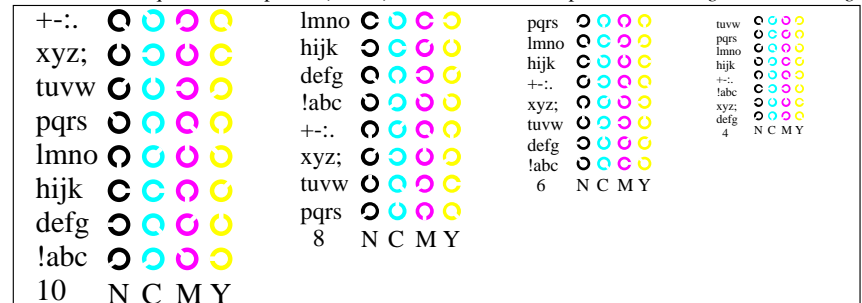 +-:.
xyz;
tuvw
pqrs
lmno
hijk
defg
!abc
10 N C M Y
lmno
hijk
defg
!abc
+-:.
xyz;
tuvw
pqrs
8 N C M Y
pqrs
lmno
hijk
+-:.
xyz;
tuvw
defg
!abc
6 N C M Y
tuvw
pqrs
lmno
hijk
+-:.
!abc
xyz;
defg
4 N C M Y